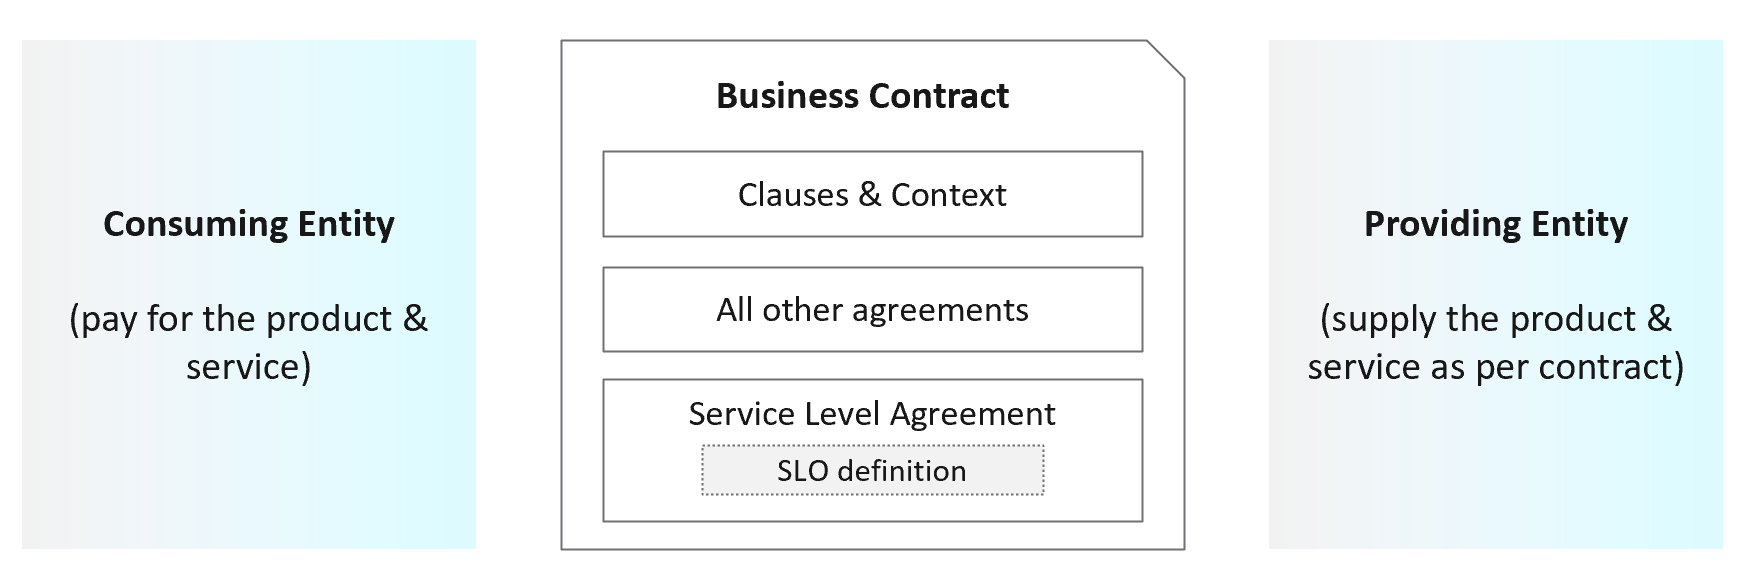 Consuming Entity
(pay for the product &
service)
Business Contract
Clauses & Context
All other agreements
Service Level Agreement
SLO definition
Providing Entity
(supply the product &
service as per contract)